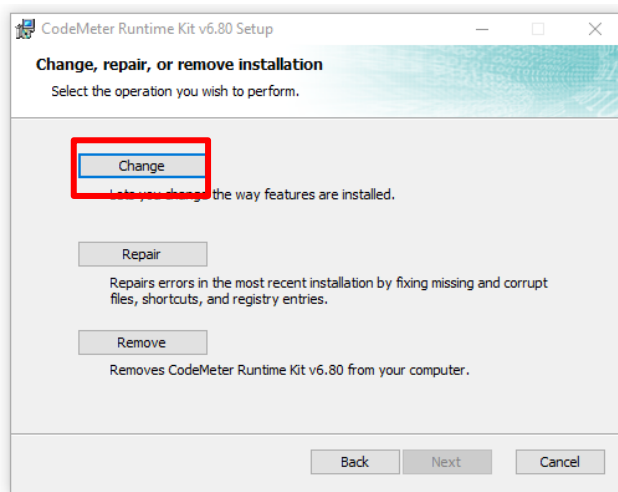 CodeMeter Runtime Kit v6.80 Setup
Change, repair, or remove installation
Select the operation you wish to perform.
Change
Lets you change the way features are installed.
Repair
Repairs errors in the most recent installation by fixing missing and corrupt
files, shortcuts, and registry entries.
Remove
Removes CodeMeter Runtime Kit v6.80 from your computer.
Back Next Cancel